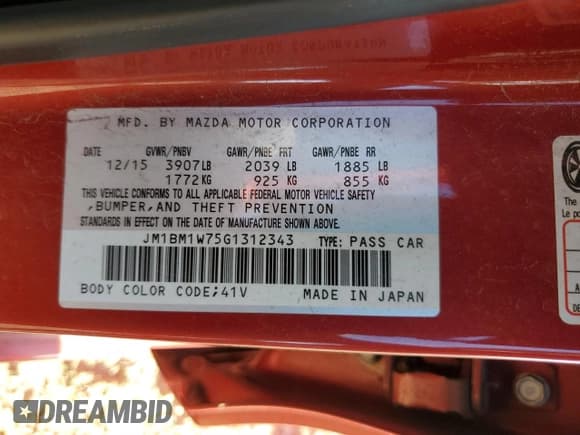 MFD. BY MAZDA MOTOR CORPORATION
DATE GVWR/PNBV GAWR/PNBE FRT GAWR/PNBE RR
12/15 3907LB 2039 LB 1885 LB
1772KG 925 KG 855 KG
THIS VEHICLE CONFORMS TO ALL APPLICABLE FEDERAL MOTOR VEHICLE SAFETY
,BUMPER,AND THEFT PREVENTION
STANDARDS IN EFFECT ON THE DATE OF MANUFACTURE SHOWN ABOVE.
JM1BM1W75G1312343 TYPE: PASS CAR
BODY COLOR CODE;41V MADE IN JAPAN
The
Le po
DREAMBID